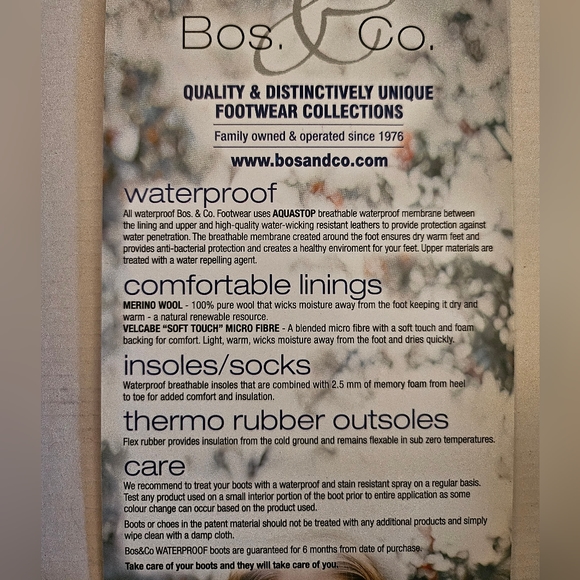 Bos. & Co.
QUALITY & DISTINCTIVELY UNIQUE
FOOTWEAR COLLECTIONS
Family owned & operated since 1976
www.bosandco.com
waterproof
All waterproof Bos. & Co. Footwear uses AQUASTOP breathable waterproof membrane between
the lining and upper and high-quality water-wicking resistant leathers to provide protection against
water penetration. The breathable membrane created around the foot ensures dry warm feet and
provides anti-bacterial protection and creates a healthy enviroment for your feet. Upper materials are
treated with a water repelling agent.
comfortable linings
MERINO WOOL - 100% pure wool that wicks moisture away from the foot keeping it dry and
warm - a natural renewable resource.
VELCABE “SOFT TOUCH” MICRO FIBRE - A blended micro fibre with a soft touch and foam
backing for comfort. Light, warm, wicks moisture away from the foot and dries quickly.
insoles/socks
Waterproof breathable insoles that are combined with 2.5 mm of memory foam from heel
to toe for added comfort and insulation.
thermo rubber outsoles
Flex rubber provides insulation from the cold ground and remains flexable in sub zero temperatures.
care
We recommend to treat your boots with a waterproof and stain resistant spray on a regular basis.
Test any product used on a small interior portion of the boot prior to entire application as some
colour change can occur based on the product used.
Boots or choes in the patent material should not be treated with any additional products and simply
wipe clean with a damp cloth.
Bos&Co WATERPROOF boots are guaranteed for 6 months from date of purchase.
Take care of your boots and they will take care of you.